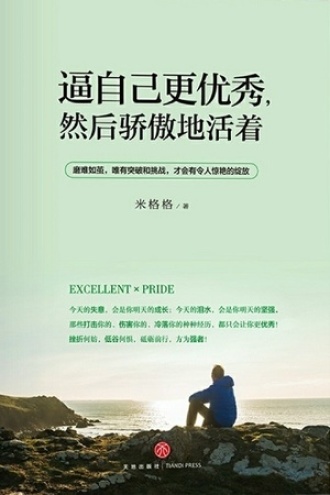 逼自己更优秀，
然后骄傲地活着
磨难如茧，唯有突破和挑战，才会有令人惊艳的绽放
米格格／著
EXCELLENT × PRIDE
今天的失意，会是你明天的成长；今天的泪水，会是你明天的坚强。
那些打击你的，伤害你的，冷落你的种种经历，都只会让你更优秀！
挫折何妨，低谷何惧，砥砺前行，方为强者！
天地出版社 | TIANDI PRESS